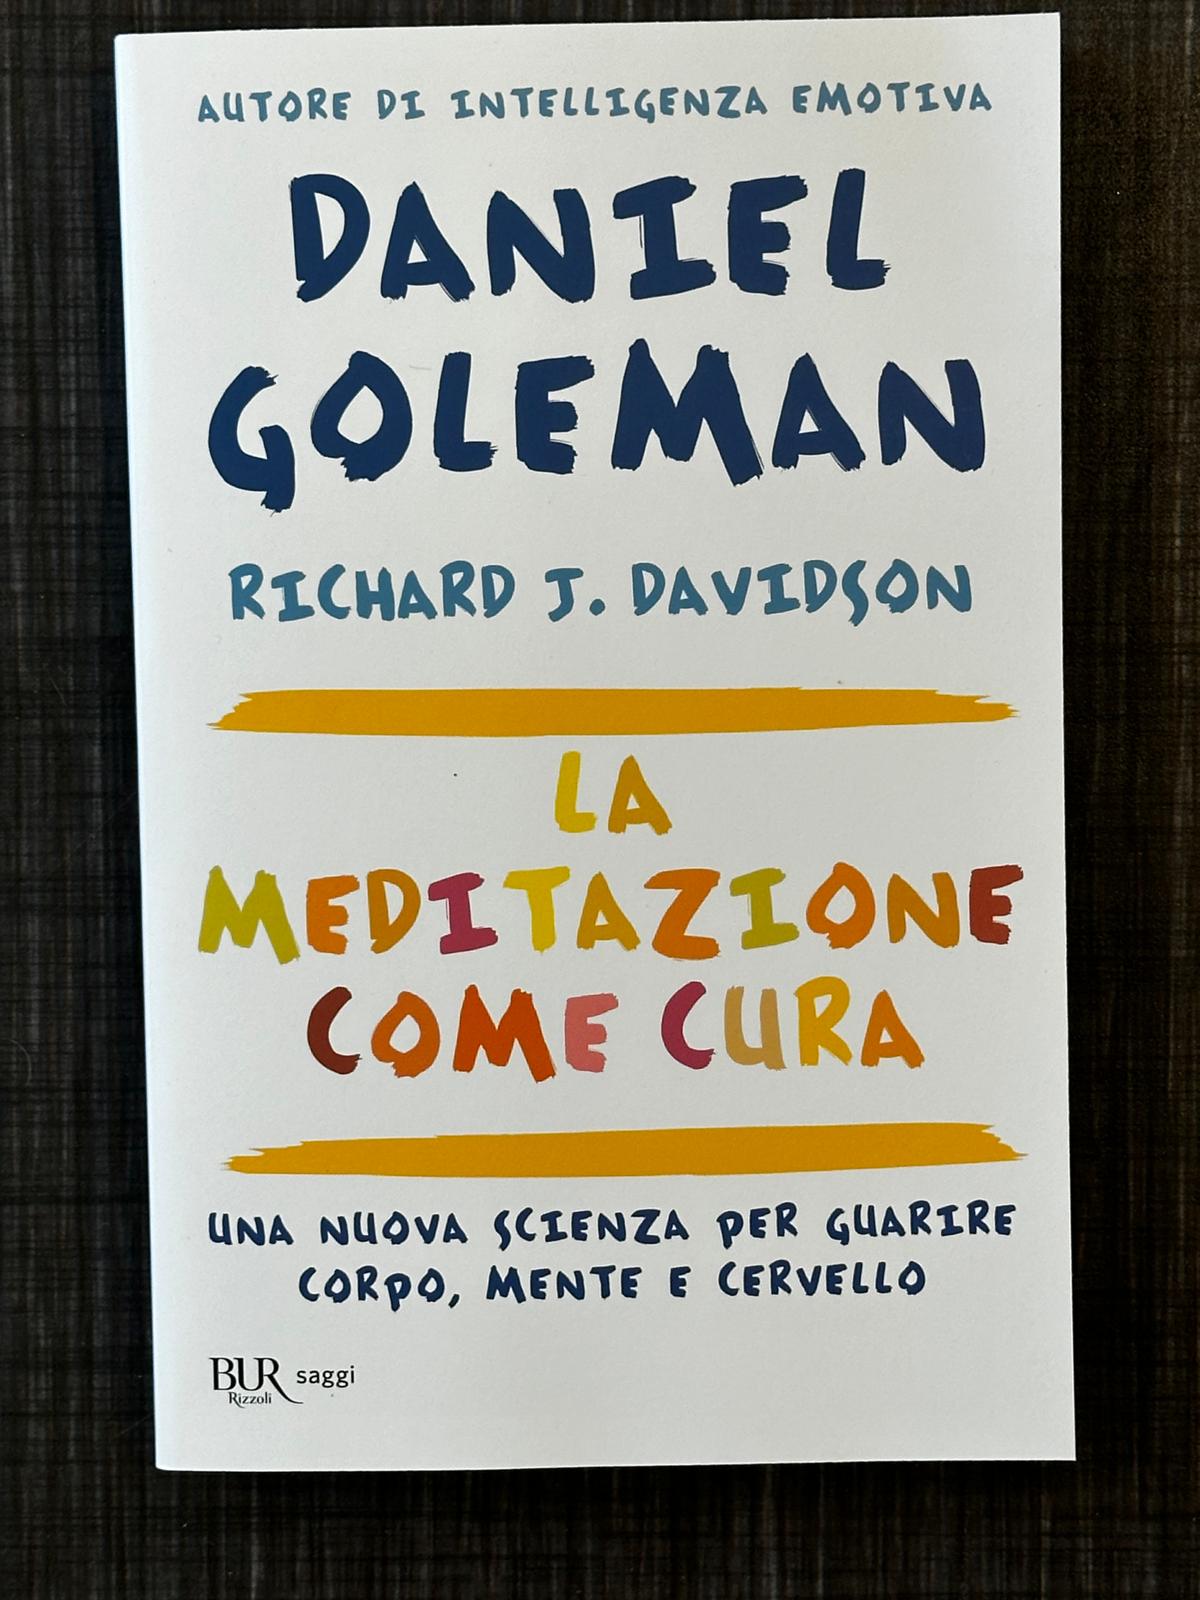 AUTORE DI INTELLIGENZA EMOTIVA
DANIEL
GOLEMAN
RICHARD J. DAVIDSON
LA
MEDITAZIONE
COME CURA
UNA NUOVA SCIENZA PER GUARIRE
CORPO, MENTE E CERVELLO
BUR saggi
Rizzoli